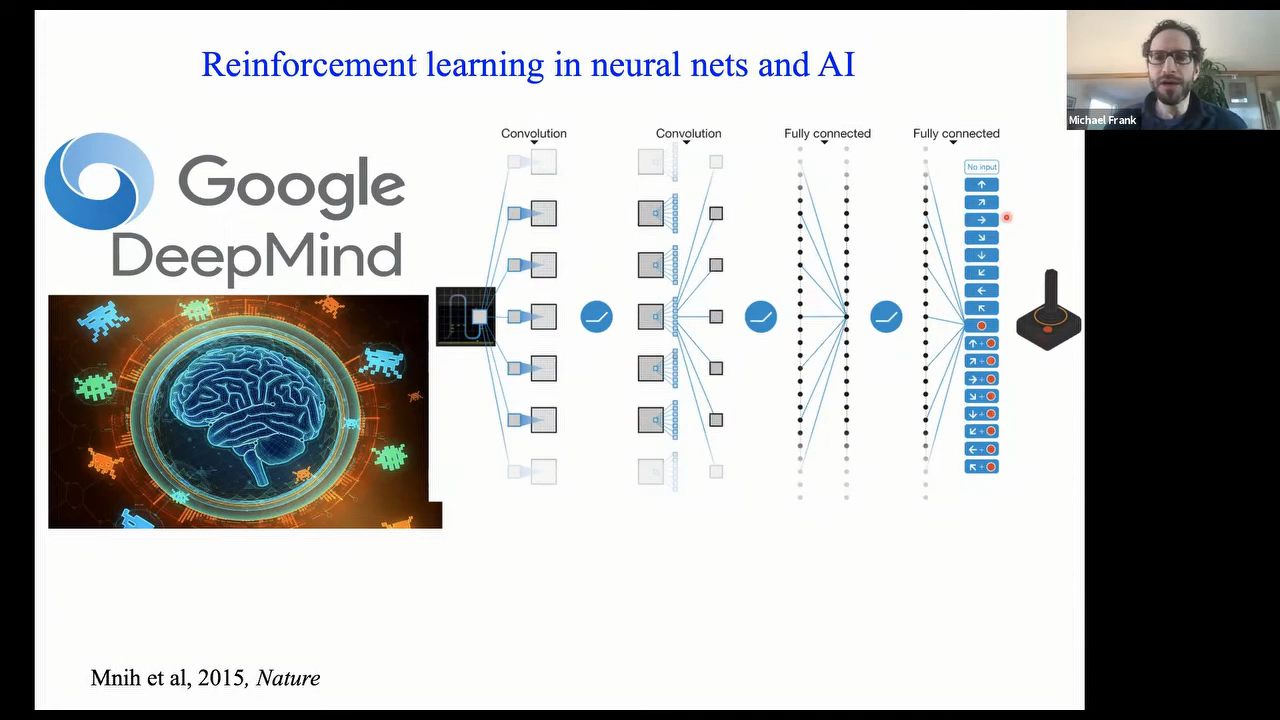 Reinforcement learning in neural nets and AI
Michael Frank
Google
DeepMind
Convolution
Convolution
Fully connected
Fully connected
No input
Mnih et al, 2015, Nature